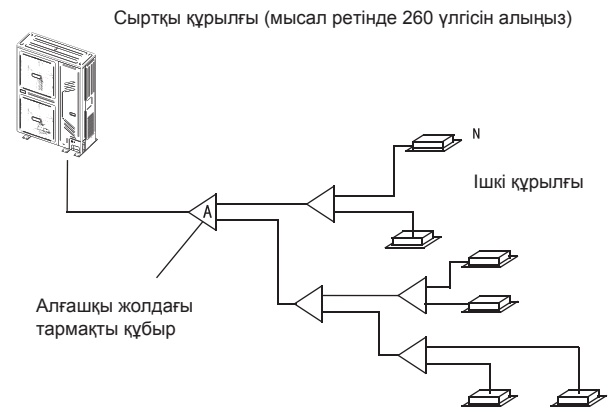 Сыртқы құрылғы (мысал ретінде 260 үлгісін алыңыз)
N
Ішкі құрылғы
A
Алғашқы жолдағы
тармақты құбыр